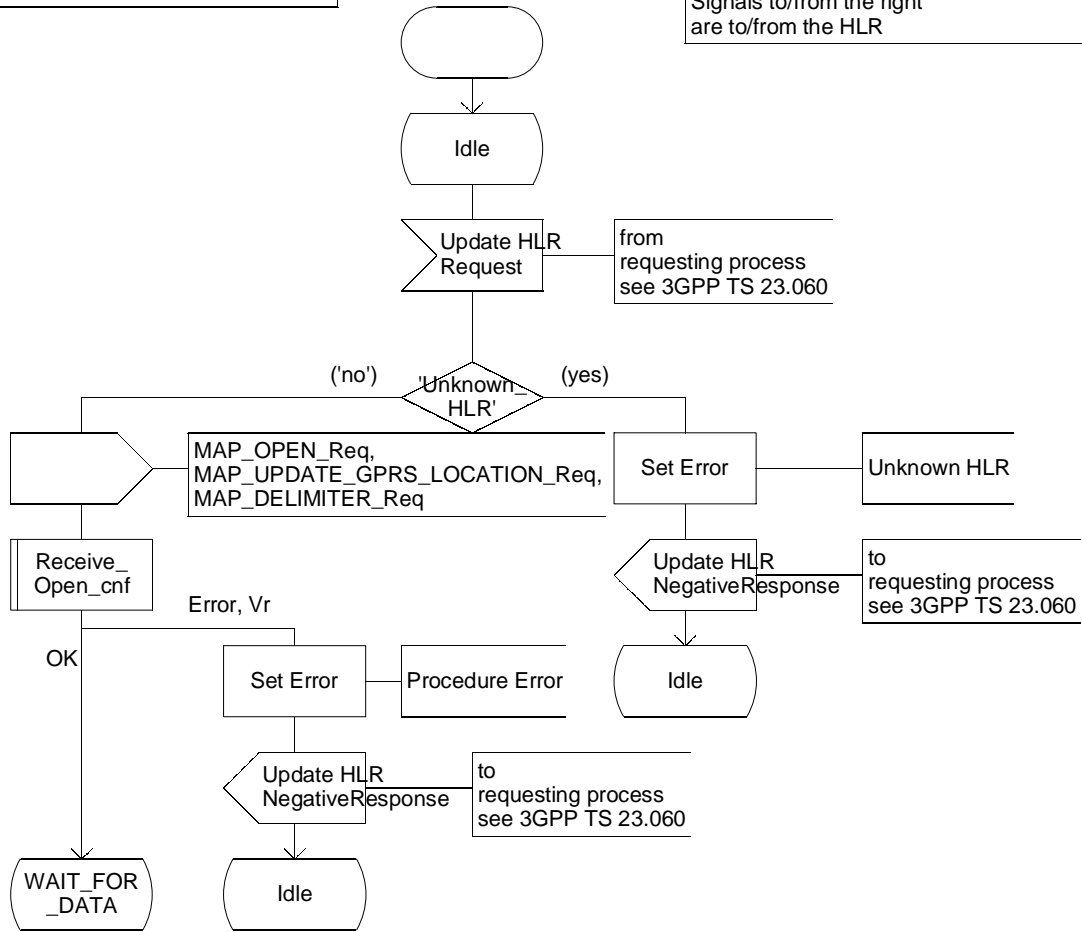 Signals to/from the right
are to/from the HLR
Idle
Update HLR
Request
from
requesting process
see 3GPP TS 23.060
('no')
'Unknown_
HLR'
(yes)
MAP_OPEN_Req,
MAP_UPDATE_GPRS_LOCATION_Req,
MAP_DELIMITER_Req
Set Error
Unknown HLR
Receive_
Open_cnf
Update HLR
NegativeResponse
to
requesting process
see 3GPP TS 23.060
Error, Vr
OK
Set Error
Procedure Error
Idle
Update HLR
NegativeResponse
to
requesting process
see 3GPP TS 23.060
WAIT_FOR
_DATA
Idle